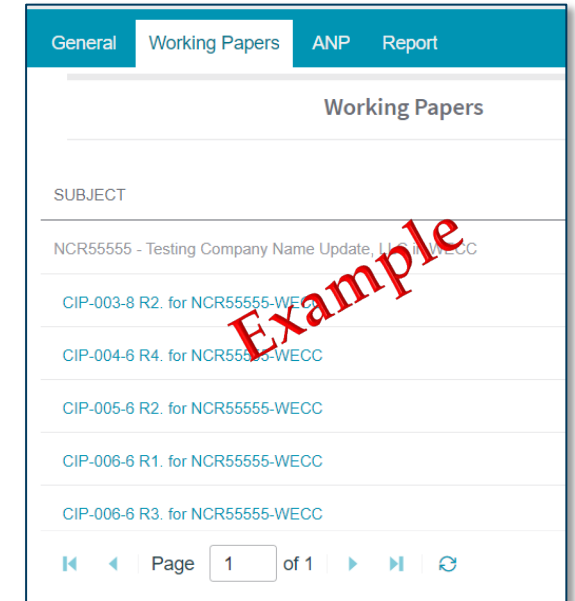 General Working Papers ANP Report
Working Papers
SUBJECT
NCR55555 - Testing Company Name Update, LLC in WECC
Example
CIP-003-8 R2. for NCR55555-WECC
CIP-004-6 R4. for NCR55555-WECC
CIP-005-6 R2. for NCR55555-WECC
CIP-006-6 R1. for NCR55555-WECC
CIP-006-6 R3. for NCR55555-WECC
Page 1 of 1